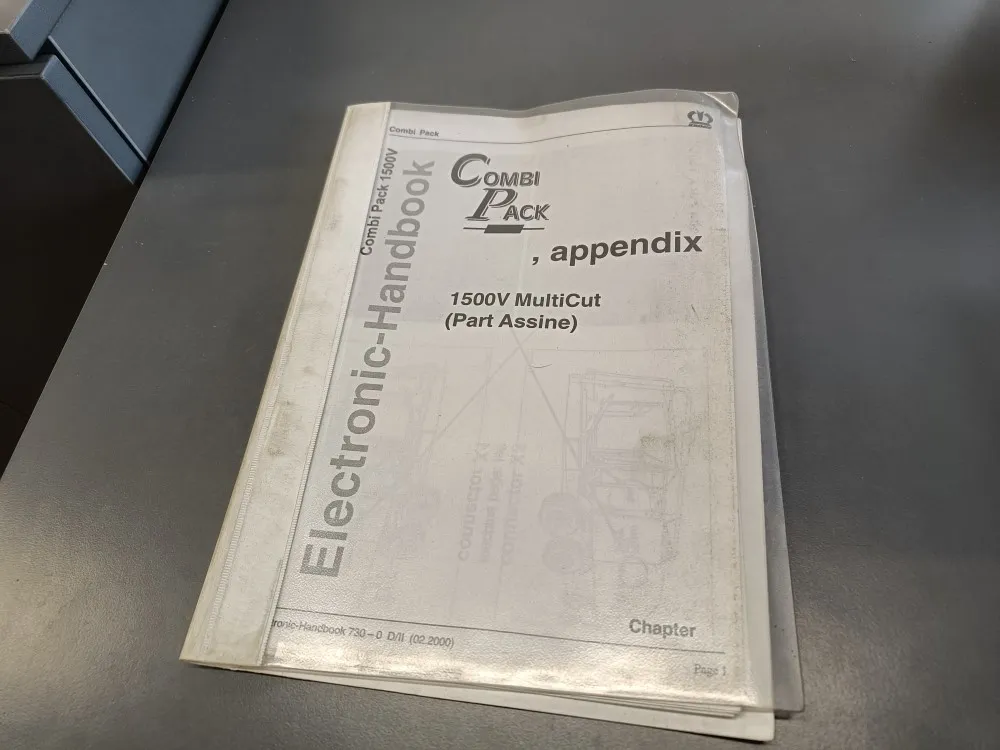 Combi Pack
Combi Pack 1500V
Electronic-Handbook
COMBI
PACK
, appendix
1500V MultiCut
(Part Assine)
Chapter
ronic-Handbook 730-0 D/II (02.2000)
Page 1